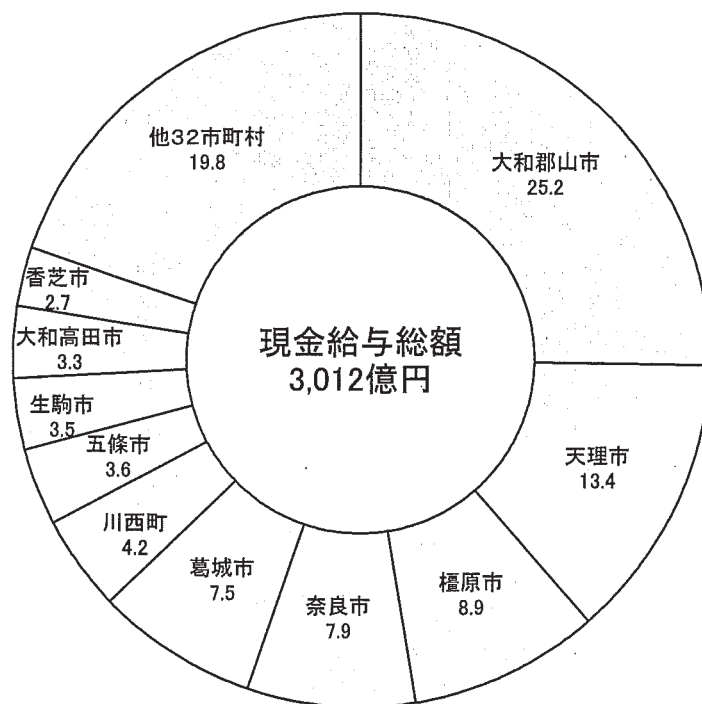 現金給与総額
3,012億円
大和郡山市
25.2
天理市
13.4
橿原市
8.9
奈良市
7.9
葛城市
7.5
川西町
4.2
五條市
3.6
生駒市
3.5
大和高田市
3.3
香芝市
2.7
他32市町村
19.8